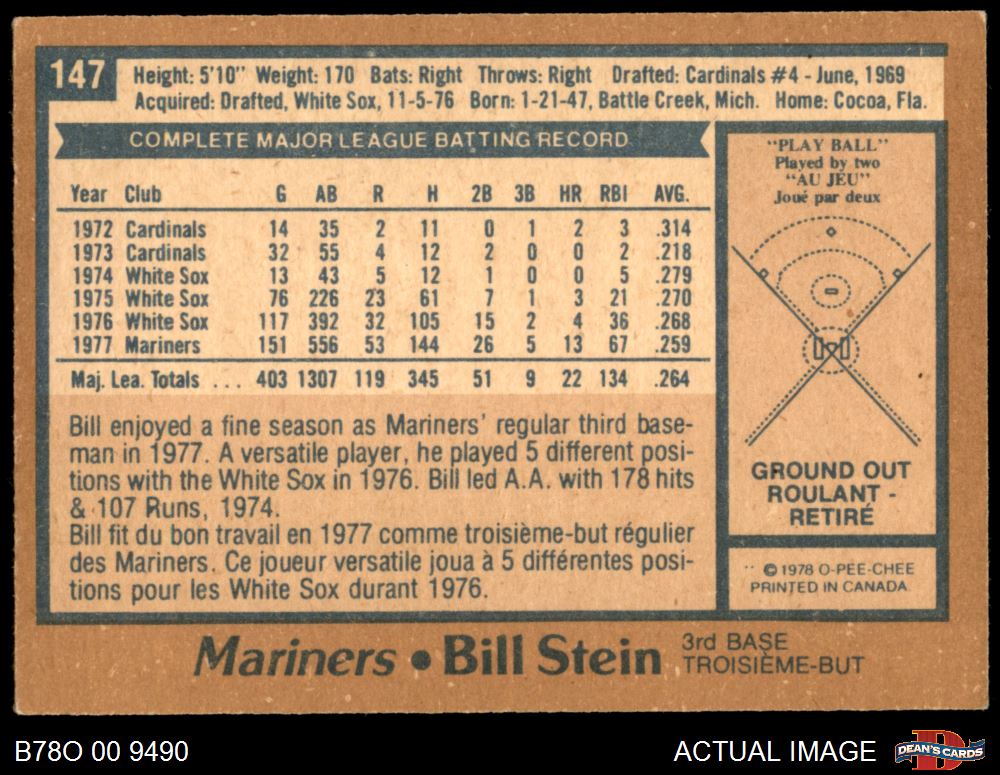 147
Height: 5'10" Weight: 170 Bats: Right Throws: Right Drafted: Cardinals #4 - June, 1969
Acquired: Drafted, White Sox, 11-5-76 Born: 1-21-47, Battle Creek, Mich. Home: Cocoa, Fla.
COMPLETE MAJOR LEAGUE BATTING RECORD
Year Club G AB R H 2B 3B HR RBI AVG.
1972 Cardinals 14 35 2 11 0 1 2 3 .314
1973 Cardinals 32 55 4 12 2 0 0 2 .218
1974 White Sox 13 43 5 12 1 0 0 5 .279
1975 White Sox 76 226 23 61 7 1 3 21 .270
1976 White Sox 117 392 32 105 15 2 4 36 .268
1977 Mariners 151 556 53 144 26 5 13 67 .259
Maj. Lea. Totals ... 403 1307 119 345 51 9 22 134 .264
Bill enjoyed a fine season as Mariners' regular third base-
man in 1977. A versatile player, he played 5 different posi-
tions with the White Sox in 1976. Bill led A.A. with 178 hits
& 107 Runs, 1974.
Bill fit du bon travail en 1977 comme troisième-but régulier
des Mariners. Ce joueur versatile joua à 5 différentes posi-
tions pour les White Sox durant 1976.
"PLAY BALL"
Played by two
"AU JEU"
Joué par deux
GROUND OUT
ROULANT -
RETIRÉ
© 1978 O-PEE-CHEE
PRINTED IN CANADA
Mariners • Bill Stein
3rd BASE
TROISIÈME-BUT
B78O 00 9490
ACTUAL IMAGE
D
DEAN'S CARDS